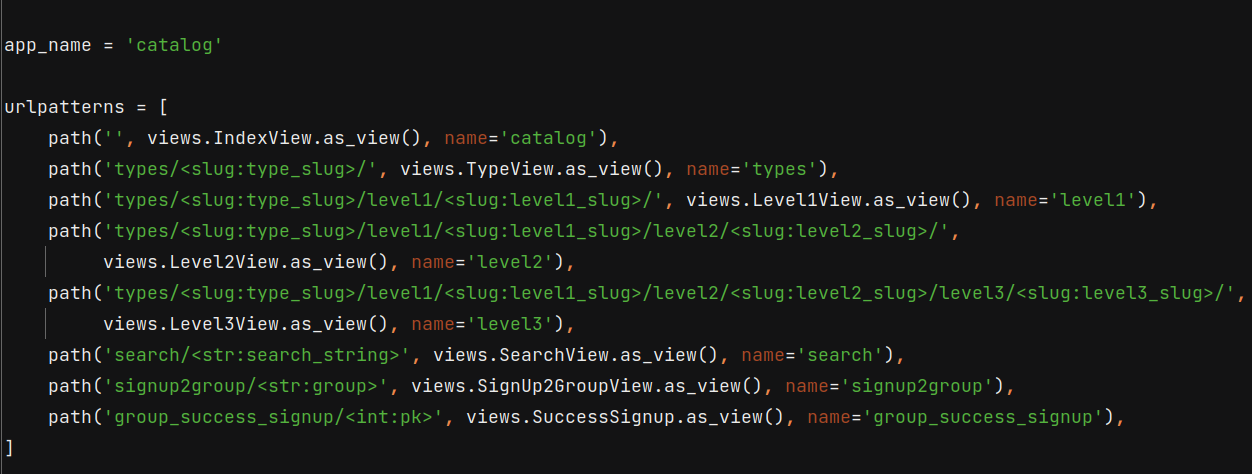 app_name = 'catalog'
urlpatterns = [
path('', views.IndexView.as_view(), name='catalog'),
path('types/<slug:type_slug>/', views.TypeView.as_view(), name='types'),
path('types/<slug:type_slug>/level1/<slug:level1_slug>/', views.Level1View.as_view(), name='level1'),
path('types/<slug:type_slug>/level1/<slug:level1_slug>/level2/<slug:level2_slug>/',
views.Level2View.as_view(), name='level2'),
path('types/<slug:type_slug>/level1/<slug:level1_slug>/level2/<slug:level2_slug>/level3/<slug:level3_slug>/',
views.Level3View.as_view(), name='level3'),
path('search/<str:search_string>', views.SearchView.as_view(), name='search'),
path('signup2group/<str:group>', views.SignUp2GroupView.as_view(), name='signup2group'),
path('group_success_signup/<int:pk>', views.SuccessSignup.as_view(), name='group_success_signup'),
]